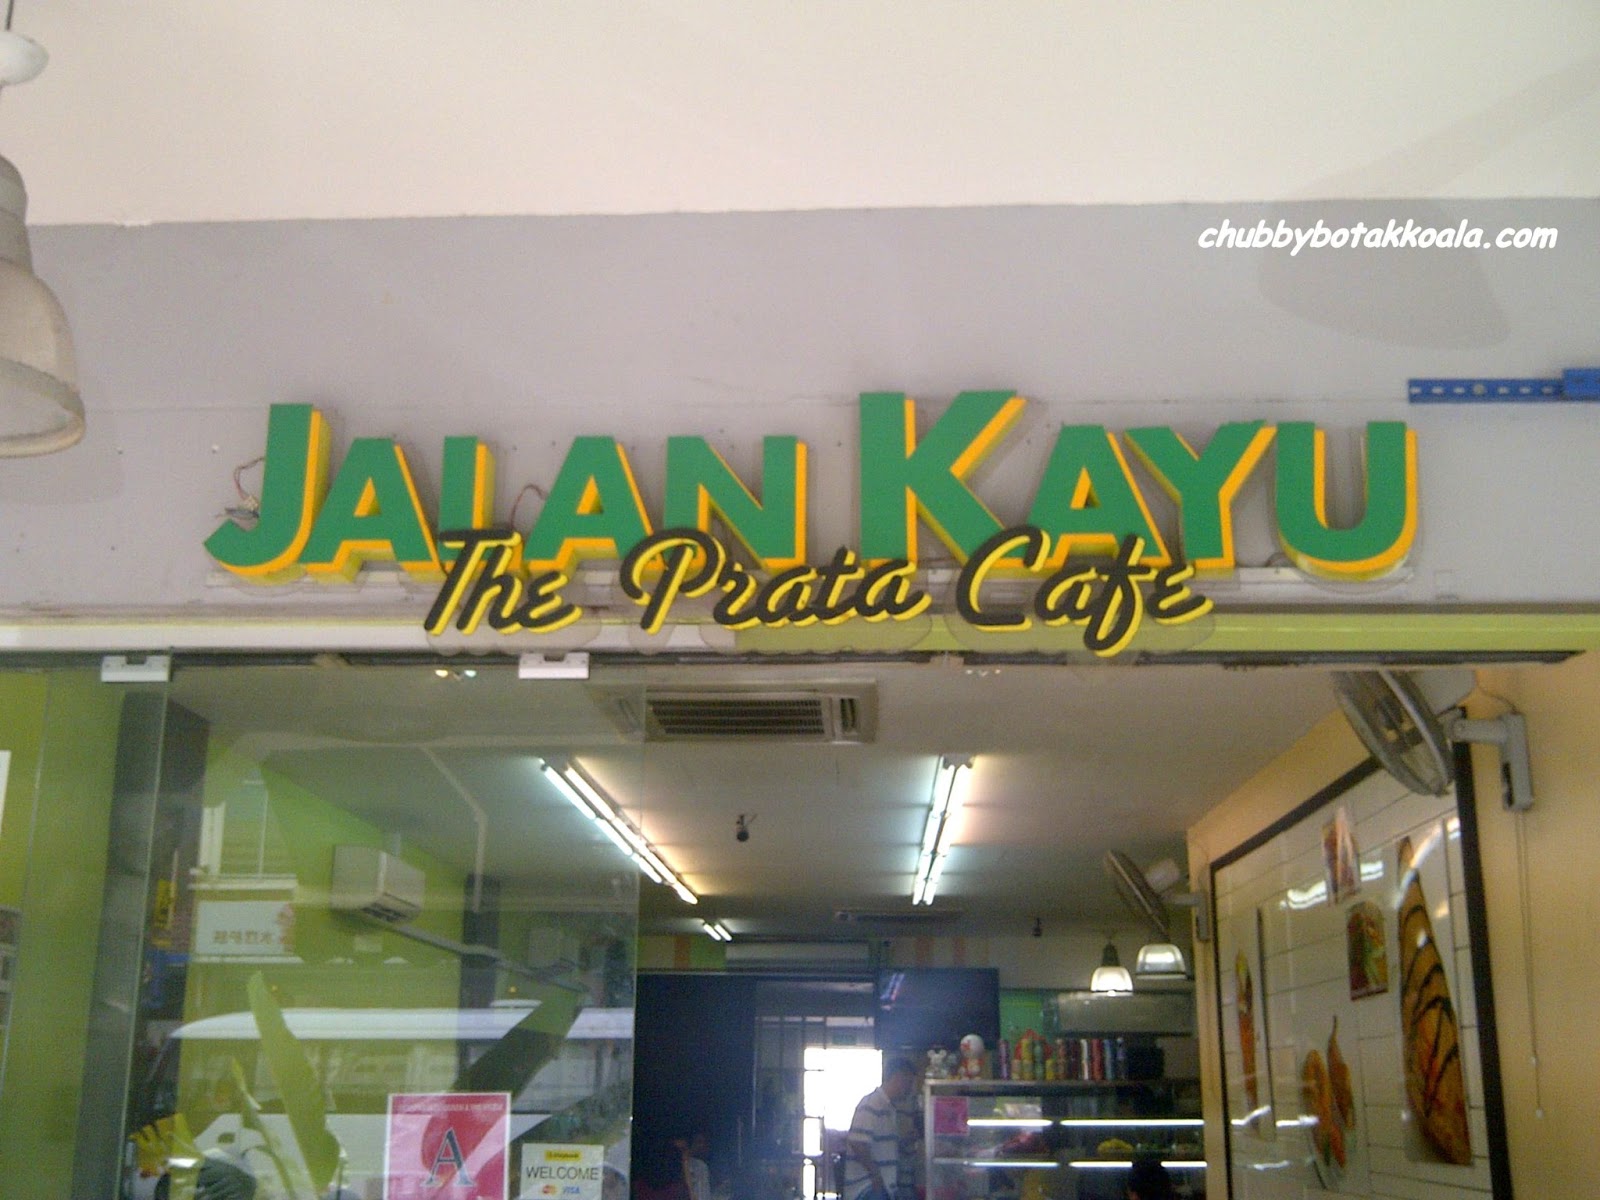 chubbybotakkoala.com
JALAN KAYU
The Prata Cafe
A
WELCOME
VISA